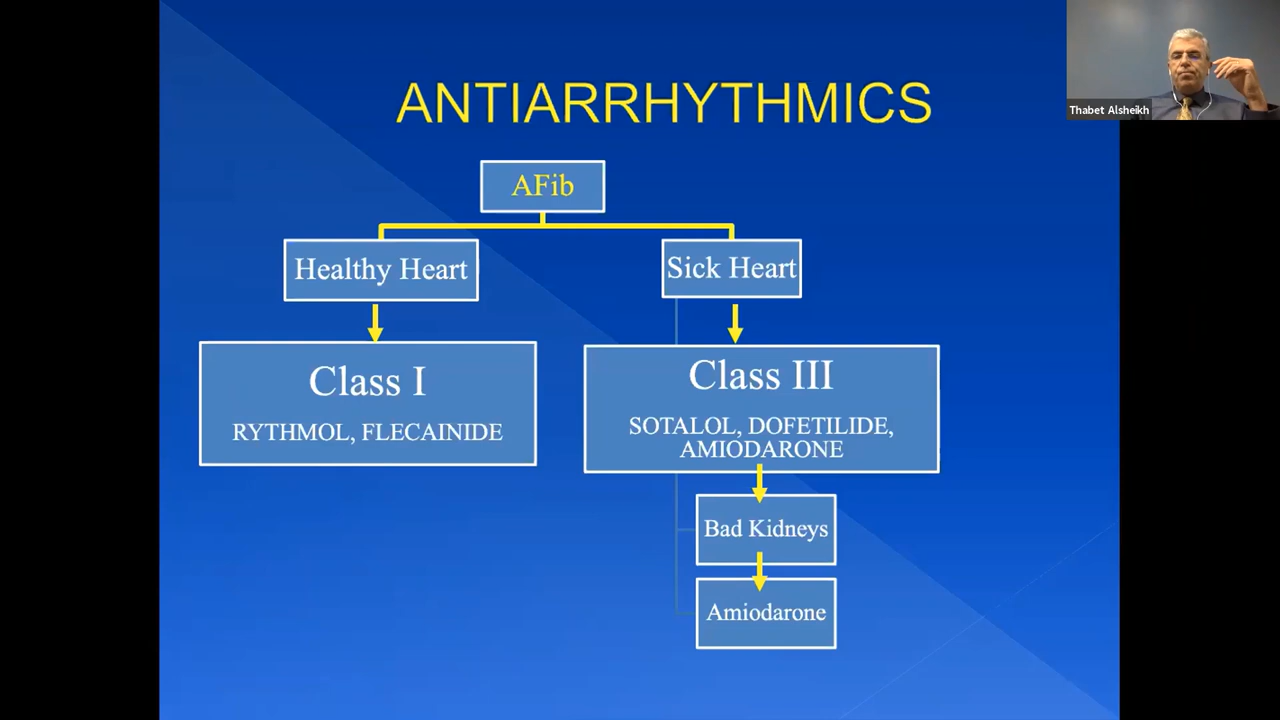 ANTIARRHYTHMICS
Thabet Alsheikh
AFib
Healthy Heart
Sick Heart
Class I
RYTHMOL, FLECAINIDE
Class III
SOTALOL, DOFETILIDE,
AMIODARONE
Bad Kidneys
Amiodarone